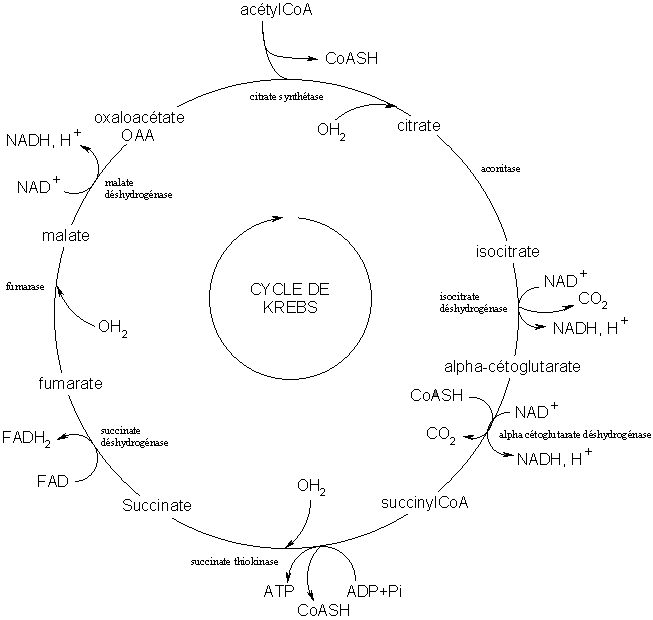 acétylCoA
CoASH
citrate synthétase
oxaloacétate
OAA
OH2
citrate
NADH, H+
NAD+
malate
déshydrogénase
aconitase
malate
isocitrate
CYCLE DE
KREBS
fumarase
OH2
isocitrate
déshydrogénase
NAD+
CO2
NADH, H+
fumarate
alpha-cétoglutarate
CoASH
NAD+
FADH2
succinate
déshydrogénase
CO2
alpha cétoglutarate déshydrogénase
NADH, H+
FAD
OH2
Succinate
succinylCoA
succinate thiokinase
ATP
ADP+Pi
CoASH